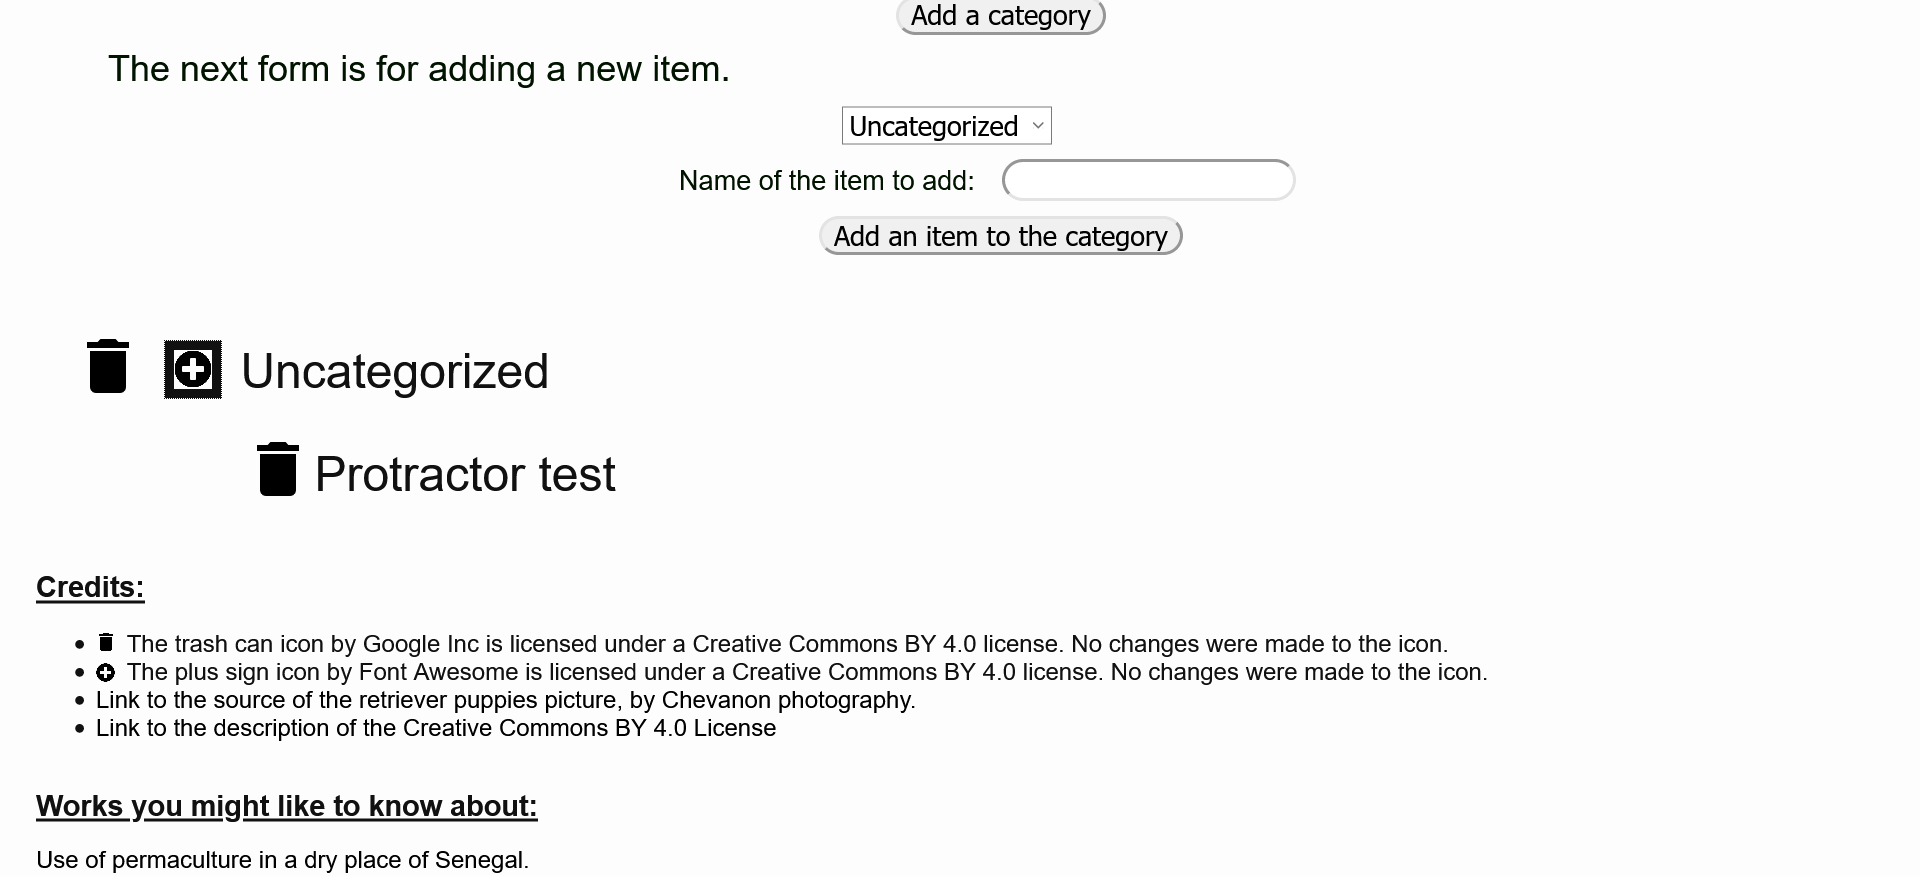 Add a category
The next form is for adding a new item.
Uncategorized
Name of the item to add:
Add an item to the category
Uncategorized
Protractor test
Credits:
The trash can icon by Google Inc is licensed under a Creative Commons BY 4.0 license. No changes were made to the icon.
The plus sign icon by Font Awesome is licensed under a Creative Commons BY 4.0 license. No changes were made to the icon.
Link to the source of the retriever puppies picture, by Chevanon photography.
Link to the description of the Creative Commons BY 4.0 License
Works you might like to know about:
Use of permaculture in a dry place of Senegal.